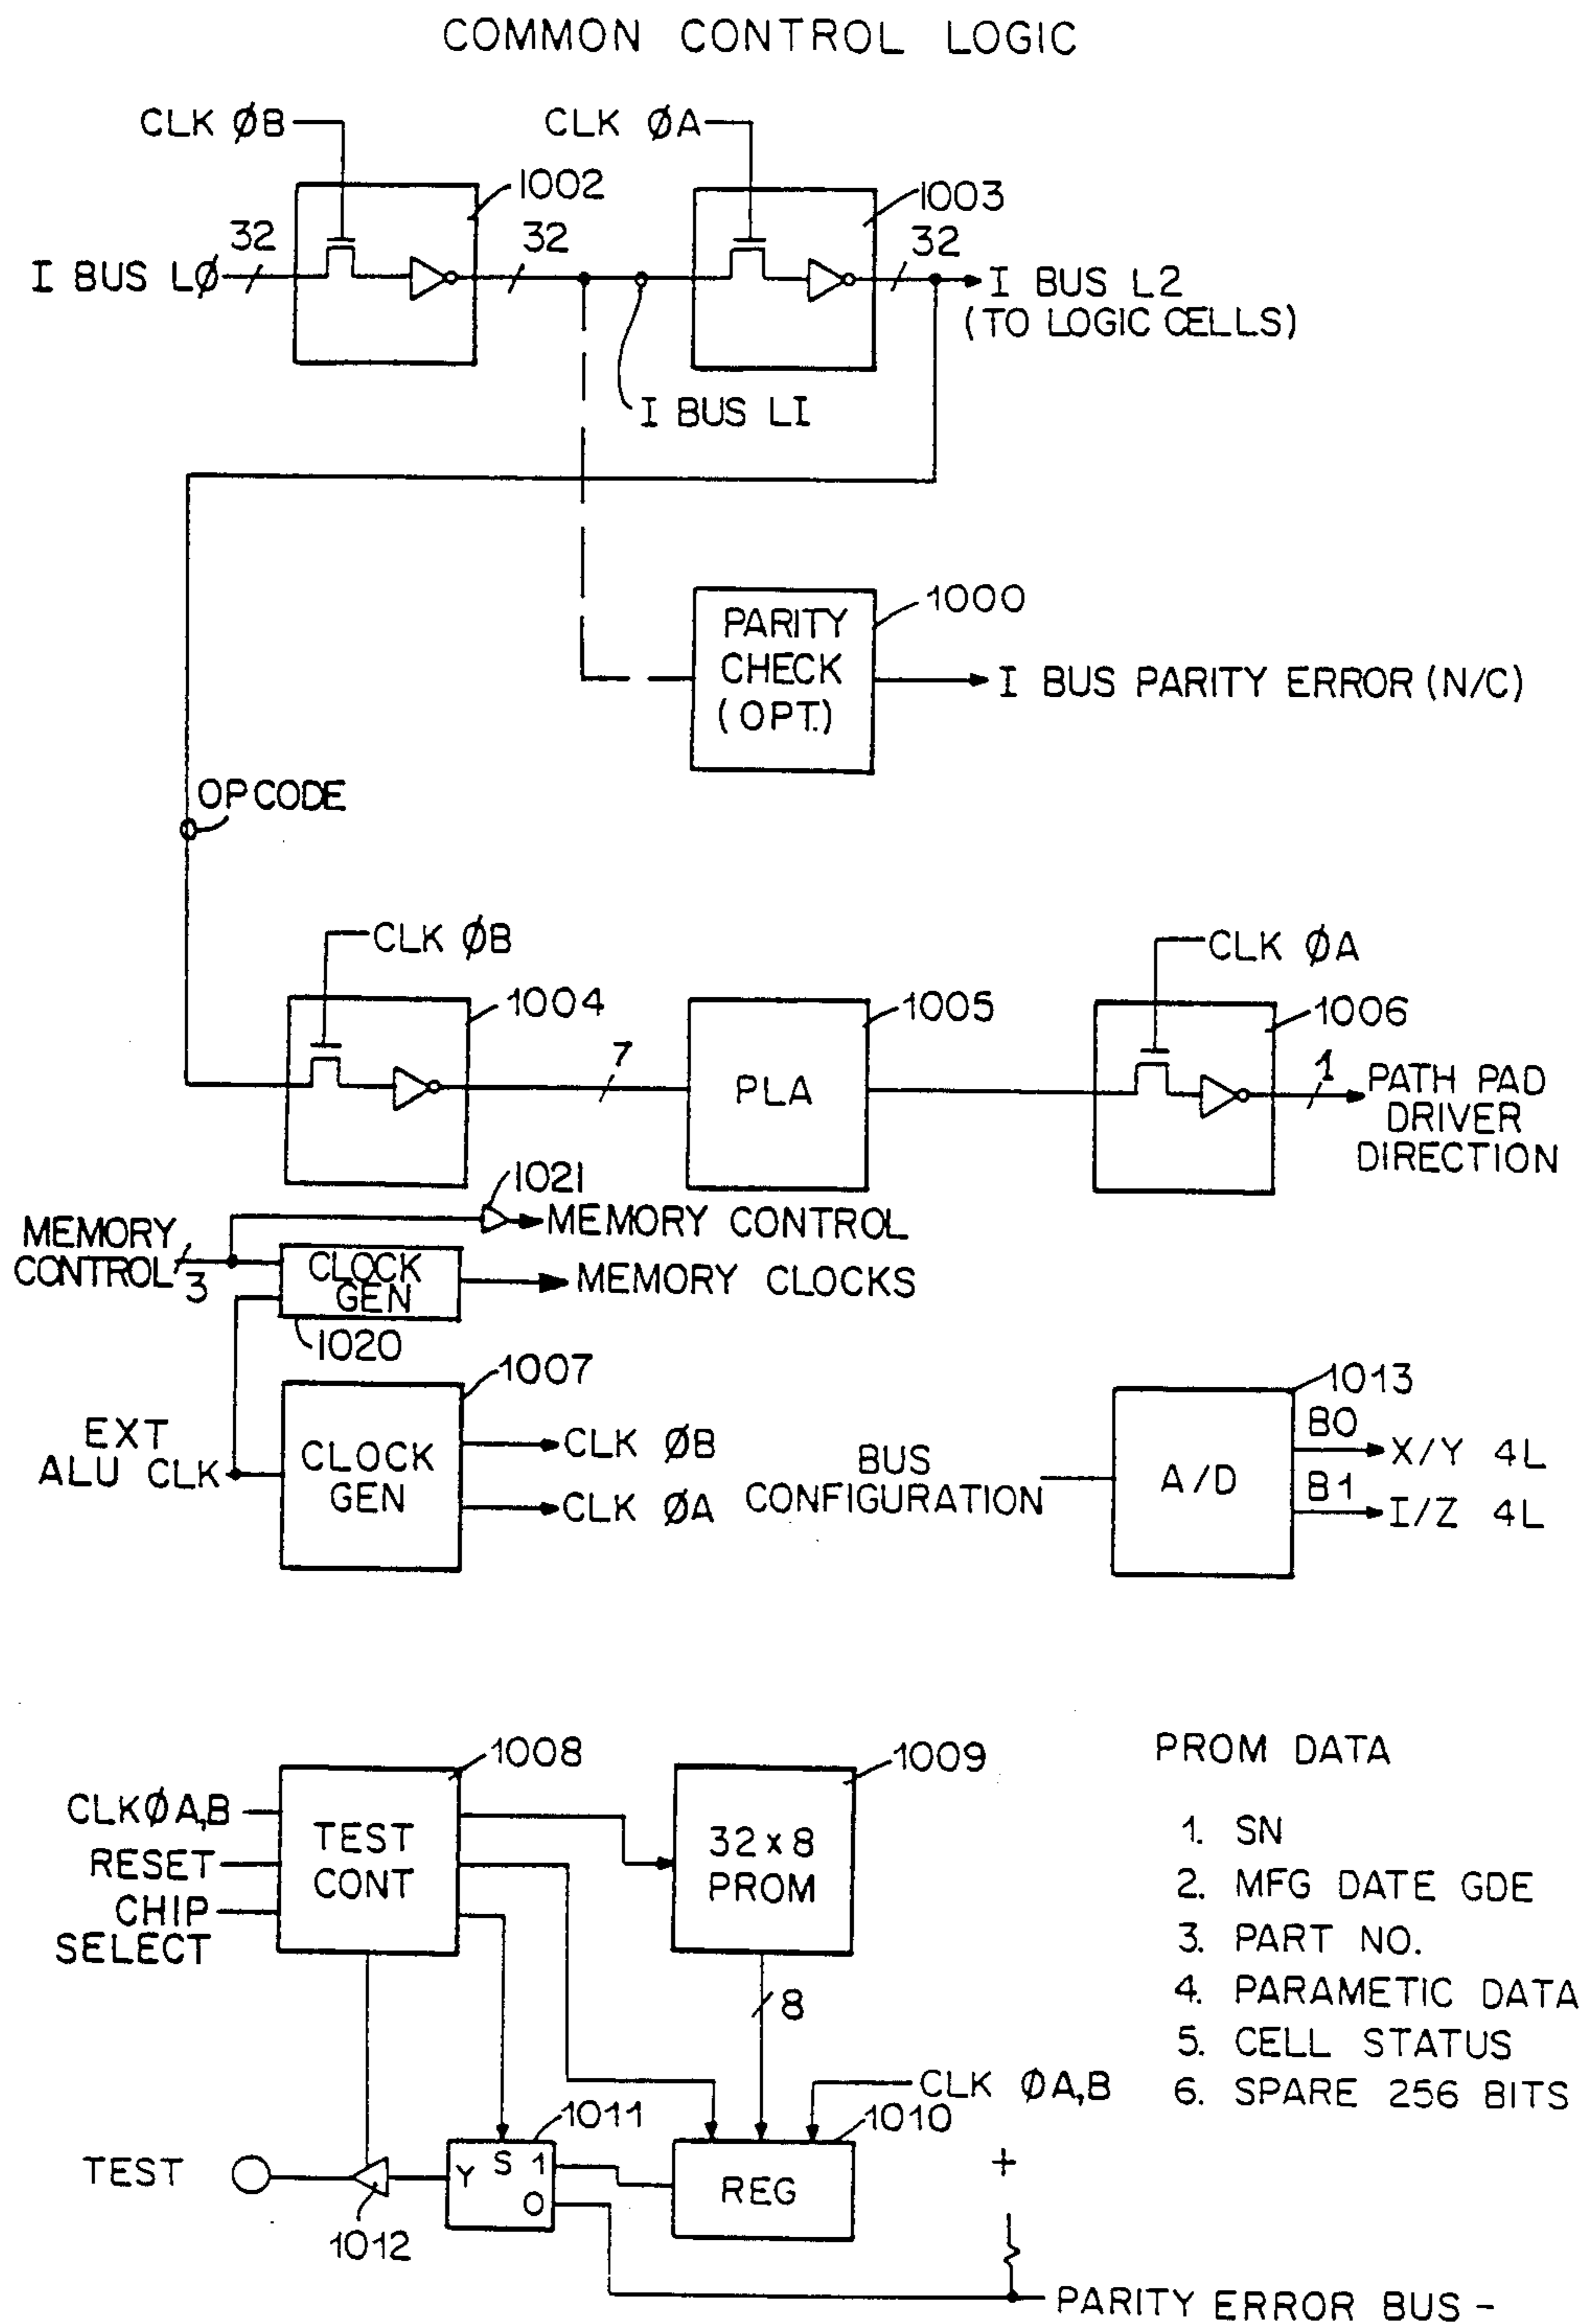 COMMON CONTROL LOGIC
CLK ØB
CLK ØA
1002
1003
32
32
32
I BUS LØ
I BUS L2
(TO LOGIC CELLS)
I BUS LI
1000
PARITY
CHECK
(OPT.)
I BUS PARITY ERROR (N/C)
OPCODE
CLK ØB
CLK ØA
1004
1005
1006
7
PLA
1
PATH PAD
DRIVER
DIRECTION
1021
MEMORY CONTROL
MEMORY
CONTROL
3
CLOCK
GEN
MEMORY CLOCKS
1020
1007
1013
EXT
ALU CLK
CLOCK
GEN
CLK ØB
CLK ØA
BUS
CONFIGURATION
A/D
B0
X/Y 4L
B1
I/Z 4L
1008
1009
PROM DATA
CLKØA,B
RESET
CHIP
SELECT
TEST
CONT
32 x 8
PROM
1. SN
2. MFG DATE GDE
3. PART NO.
4. PARAMETIC DATA
5. CELL STATUS
6. SPARE 256 BITS
8
CLK ØA,B
1011
1010
TEST
Y
S
1
0
REG
+
1012
PARITY ERROR BUS -